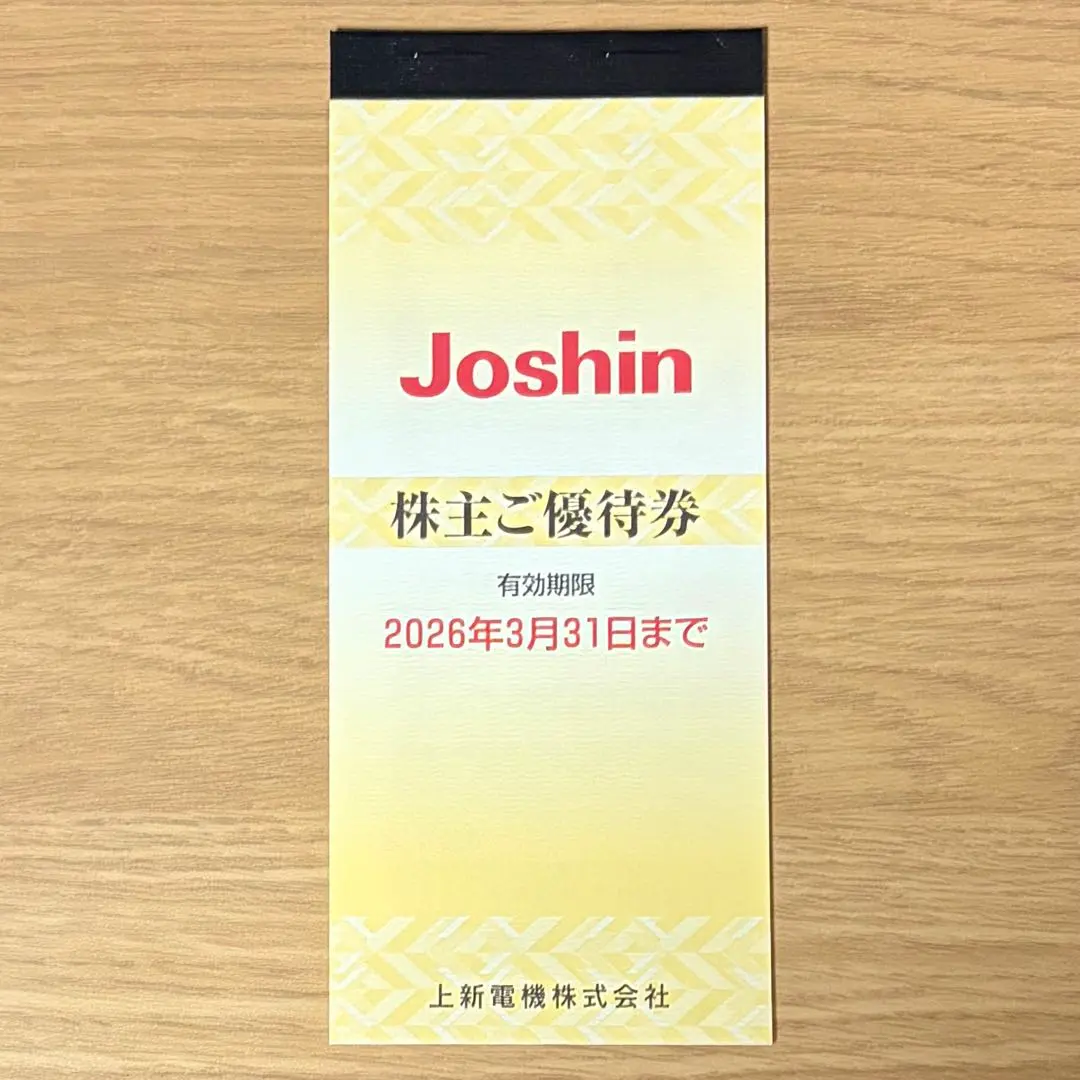 Joshin
株主ご優待券
有効期限
2026年3月31日まで
上新電機株式会社